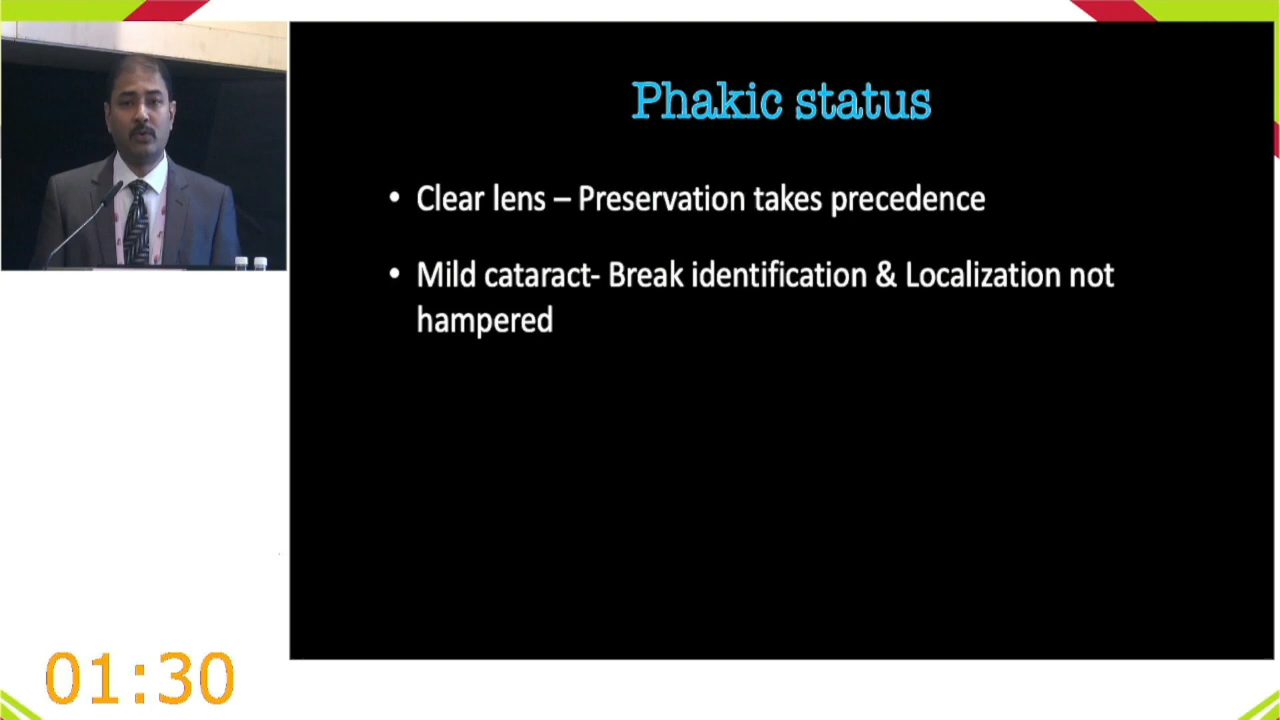 Phakic status
• Clear lens – Preservation takes precedence
• Mild cataract- Break identification & Localization not
hampered
01:30